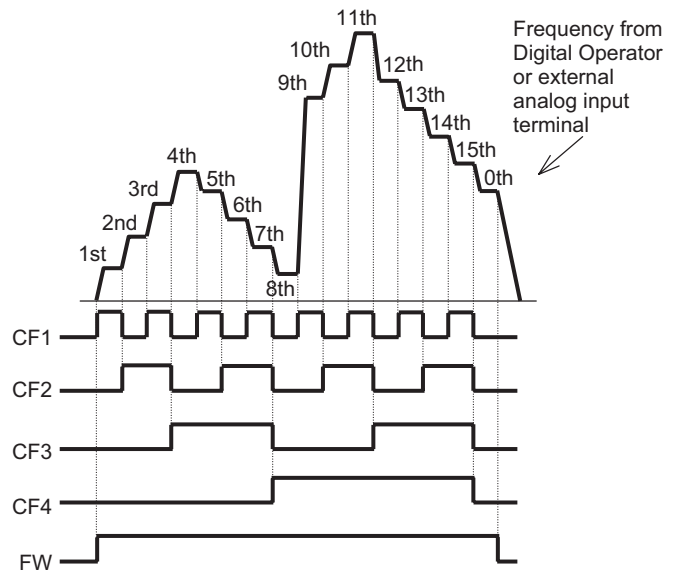 11th
10th
9th
12th
13th
14th
15th
0th
Frequency from
Digital Operator
or external
analog input
terminal
4th
3rd
5th
2nd
6th
1st
7th
8th
CF1
CF2
CF3
CF4
FW